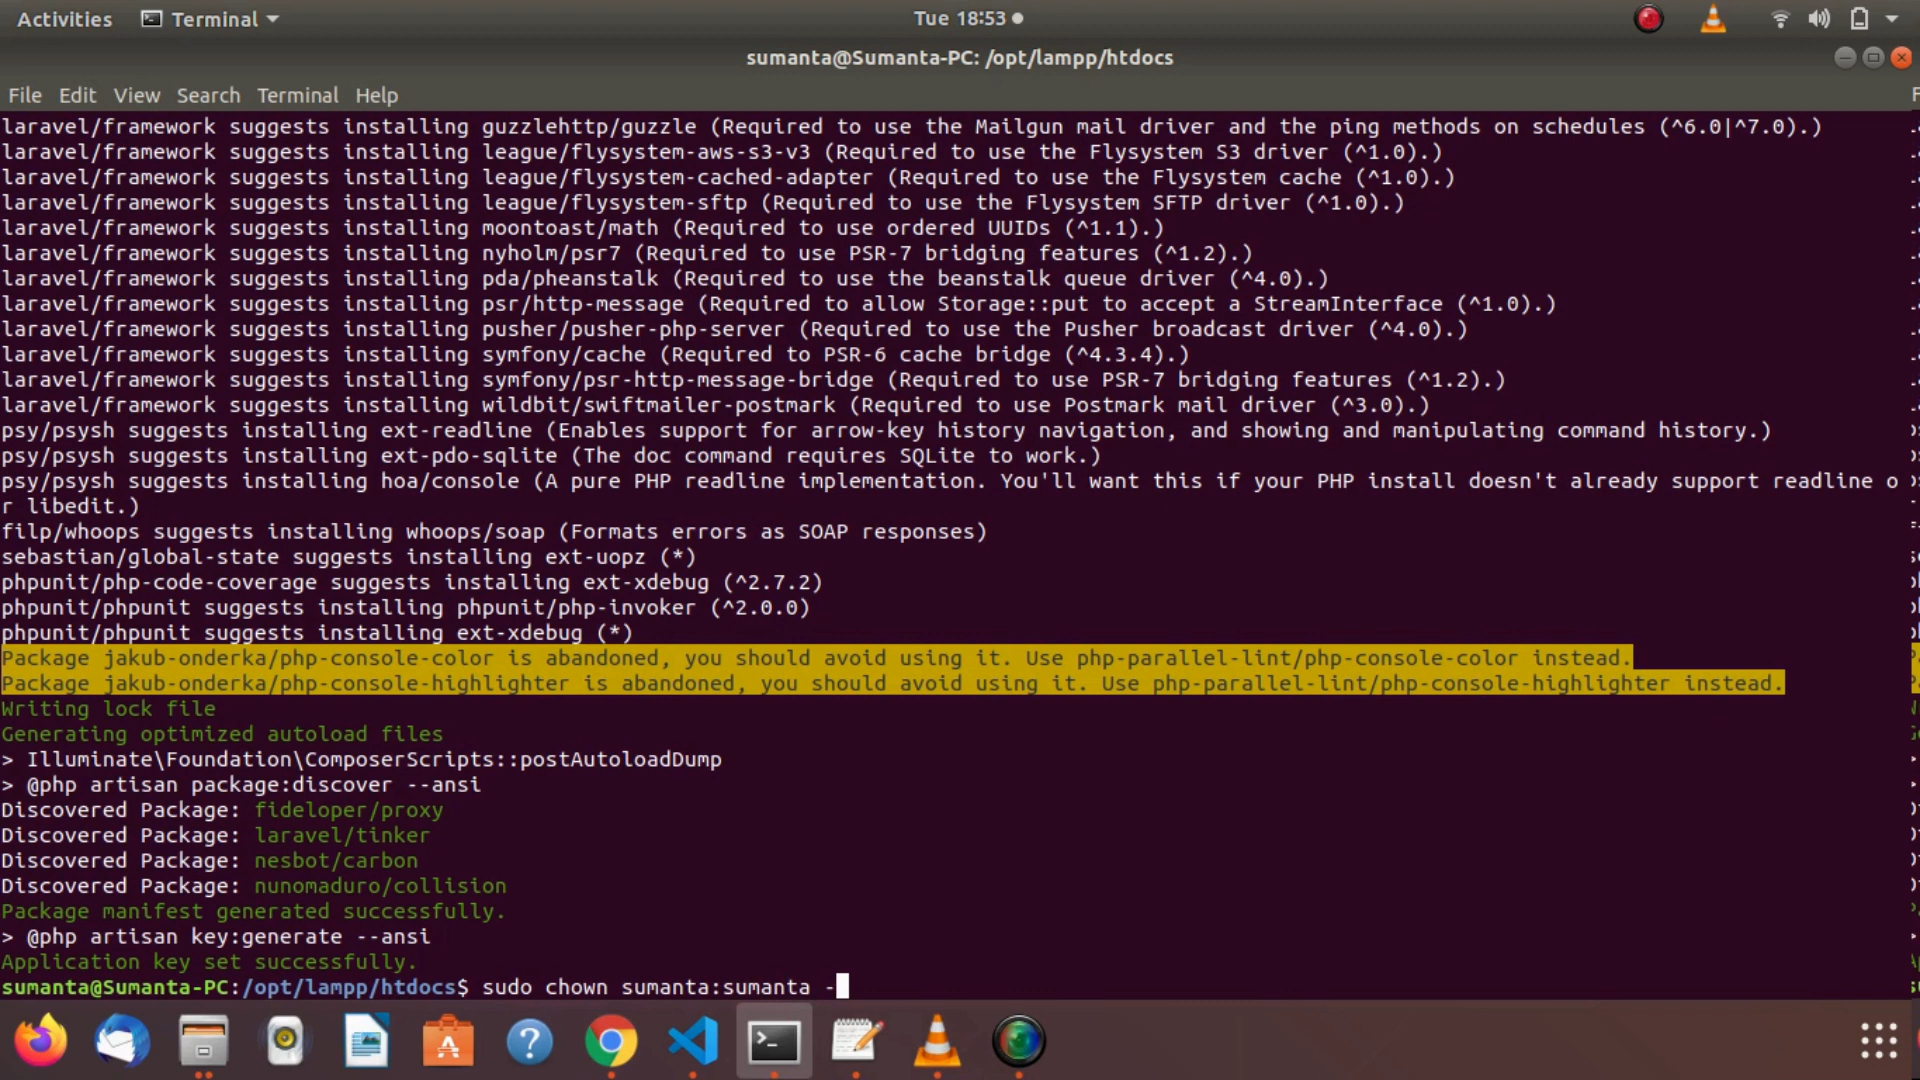 Activities Terminal Tue 18:53
sumanta@Sumanta-PC: /opt/lampp/htdocs
File Edit View Search Terminal Help
laravel/framework suggests installing guzzlehttp/guzzle (Required to use the Mailgun mail driver and the ping methods on schedules (^6.0|^7.0).)
laravel/framework suggests installing league/flysystem-aws-s3-v3 (Required to use the Flysystem S3 driver (^1.0).)
laravel/framework suggests installing league/flysystem-cached-adapter (Required to use the Flysystem cache (^1.0).)
laravel/framework suggests installing league/flysystem-sftp (Required to use the Flysystem SFTP driver (^1.0).)
laravel/framework suggests installing moontoast/math (Required to use ordered UUIDs (^1.1).)
laravel/framework suggests installing nyholm/psr7 (Required to use PSR-7 bridging features (^1.2).)
laravel/framework suggests installing pda/pheanstalk (Required to use the beanstalk queue driver (^4.0).)
laravel/framework suggests installing psr/http-message (Required to allow Storage::put to accept a StreamInterface (^1.0).)
laravel/framework suggests installing pusher/pusher-php-server (Required to use the Pusher broadcast driver (^4.0).)
laravel/framework suggests installing symfony/cache (Required to PSR-6 cache bridge (^4.3.4).)
laravel/framework suggests installing symfony/psr-http-message-bridge (Required to use PSR-7 bridging features (^1.2).)
laravel/framework suggests installing wildbit/swiftmailer-postmark (Required to use Postmark mail driver (^3.0).)
psy/psysh suggests installing ext-readline (Enables support for arrow-key history navigation, and showing and manipulating command history.)
psy/psysh suggests installing ext-pdo-sqlite (The doc command requires SQLite to work.)
psy/psysh suggests installing hoa/console (A pure PHP readline implementation. You'll want this if your PHP install doesn't already support readline o
r libedit.)
filp/whoops suggests installing whoops/soap (Formats errors as SOAP responses)
sebastian/global-state suggests installing ext-uopz (*)
phpunit/php-code-coverage suggests installing ext-xdebug (^2.7.2)
phpunit/phpunit suggests installing phpunit/php-invoker (^2.0.0)
phpunit/phpunit suggests installing ext-xdebug (*)
Package jakub-onderka/php-console-color is abandoned, you should avoid using it. Use php-parallel-lint/php-console-color instead.
Package jakub-onderka/php-console-highlighter is abandoned, you should avoid using it. Use php-parallel-lint/php-console-highlighter instead.
Writing lock file
Generating optimized autoload files
> Illuminate\Foundation\ComposerScripts::postAutoloadDump
> @php artisan package:discover --ansi
Discovered Package: fideloper/proxy
Discovered Package: laravel/tinker
Discovered Package: nesbot/carbon
Discovered Package: nunomaduro/collision
Package manifest generated successfully.
> @php artisan key:generate --ansi
Application key set successfully.
sumanta@Sumanta-PC:/opt/lampp/htdocs$ sudo chown sumanta:sumanta -